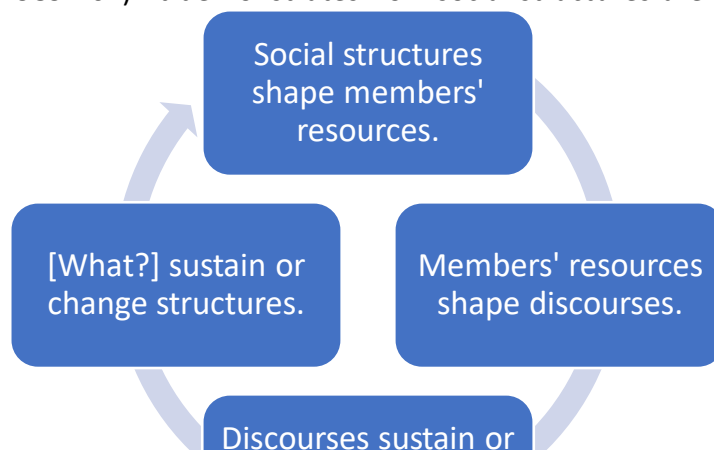 Social structures
shape members'
resources.
[What?] sustain or
change structures.
Members' resources
shape discourses.
Discourses sustain or